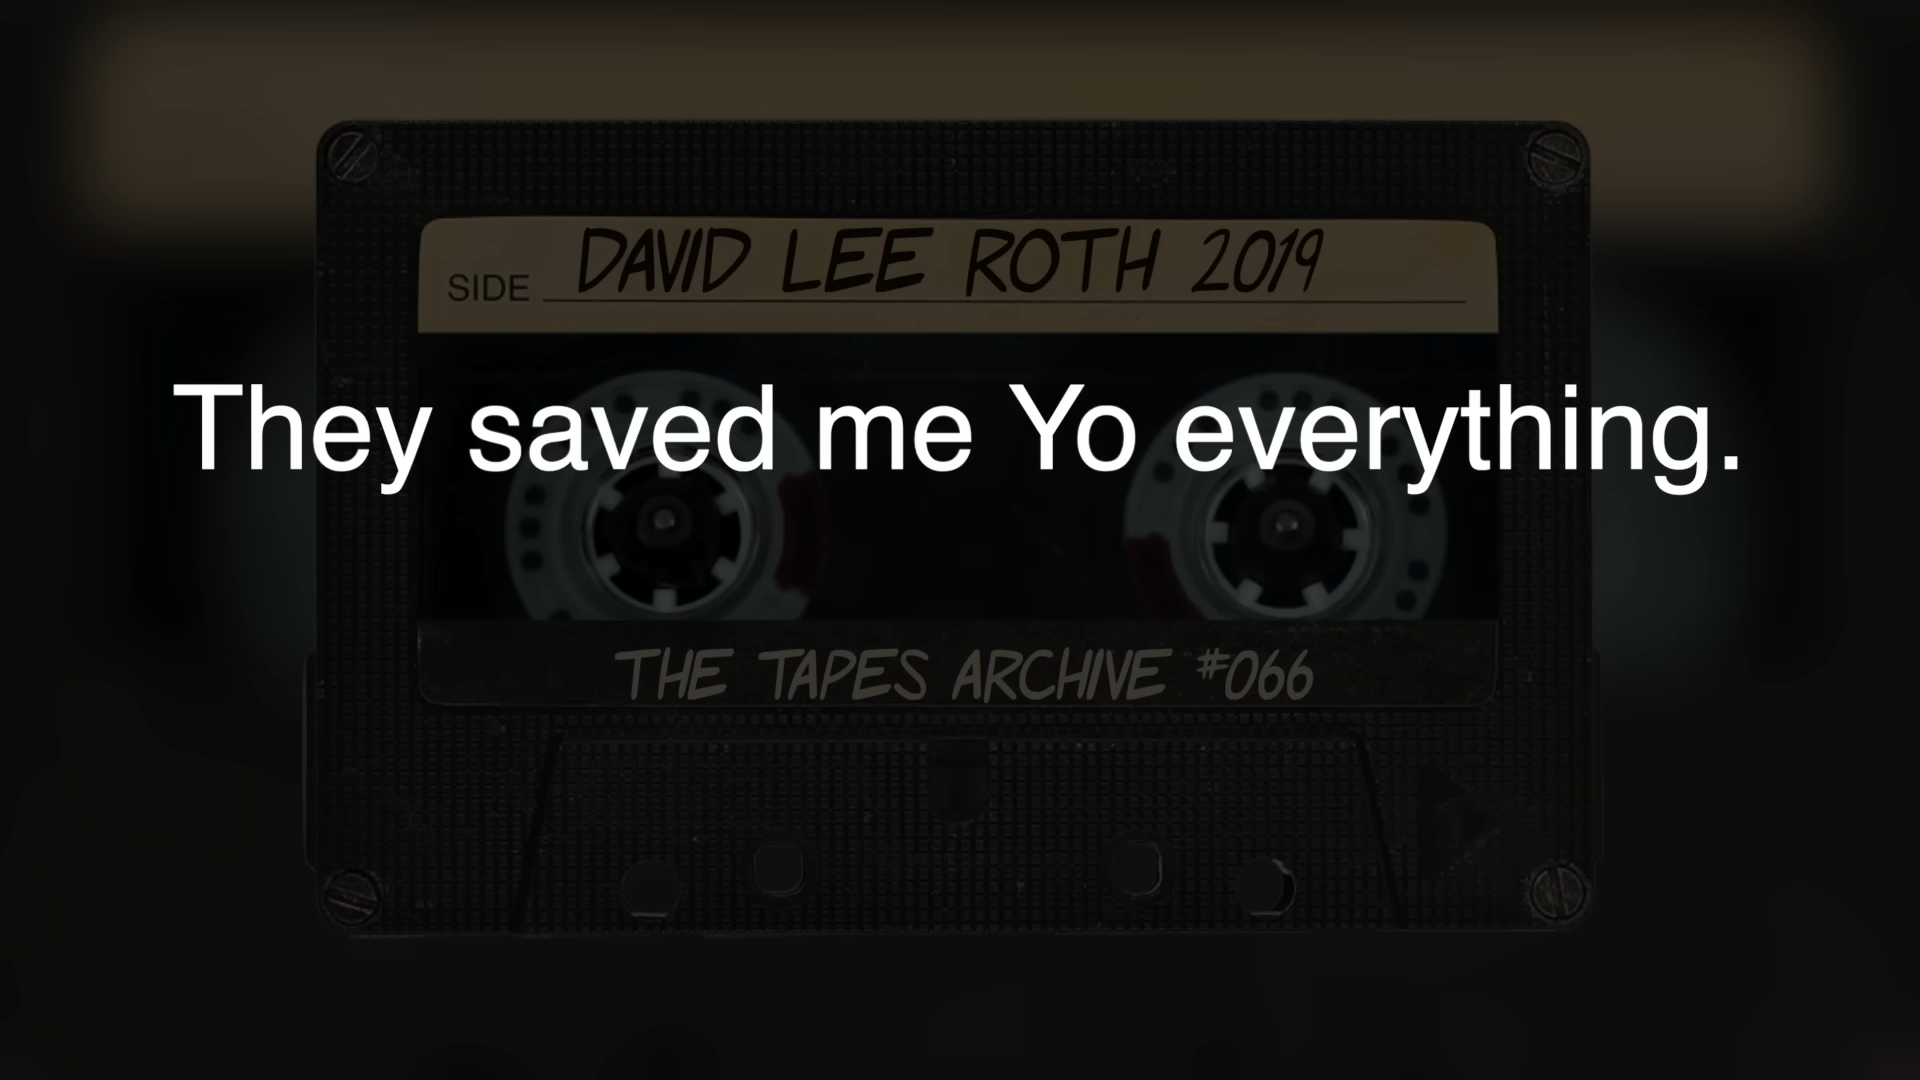 DAVID LEE ROTH 2019
SIDE
They saved me Yo everything.
THE TAPES ARCHIVE #066